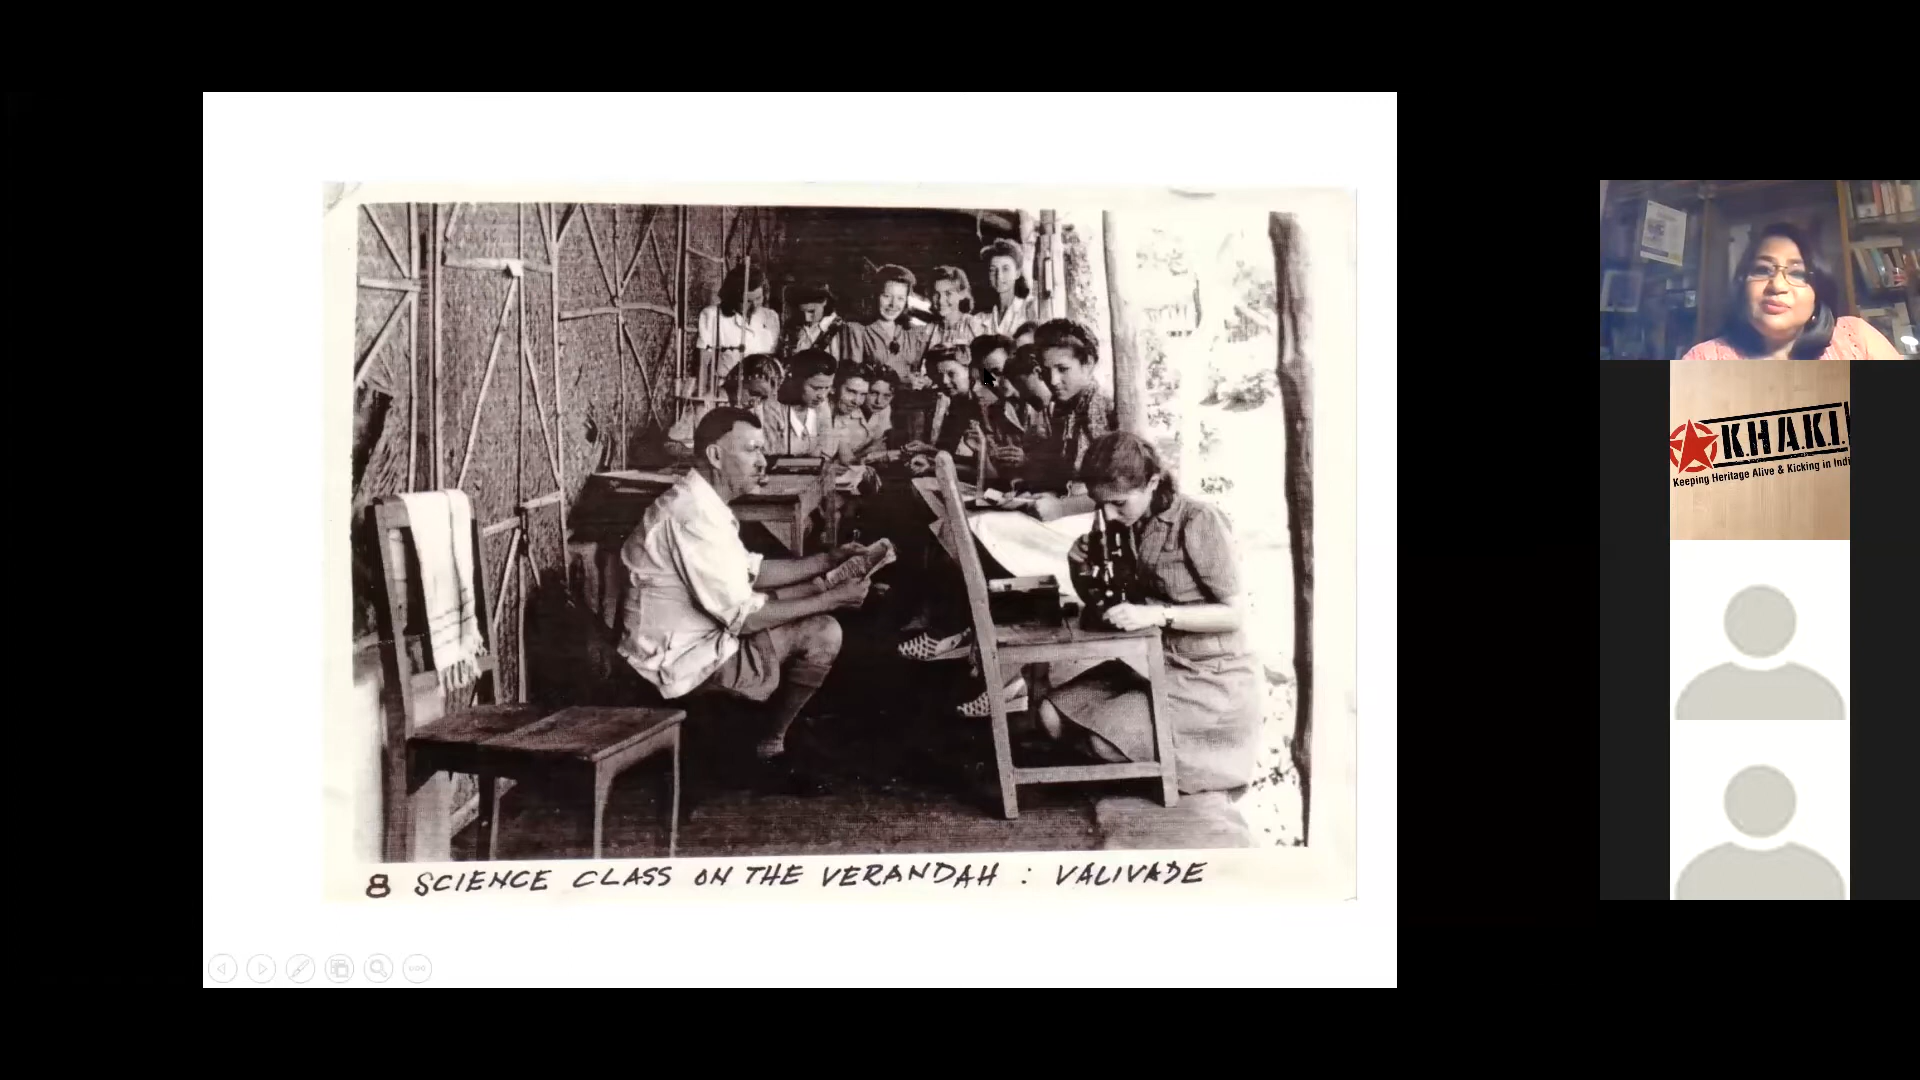 8 SCIENCE CLASS ON THE VERANDAH : VALIVADE
K.H.A.K.I.
Keeping Heritage Alive & Kicking in Indi